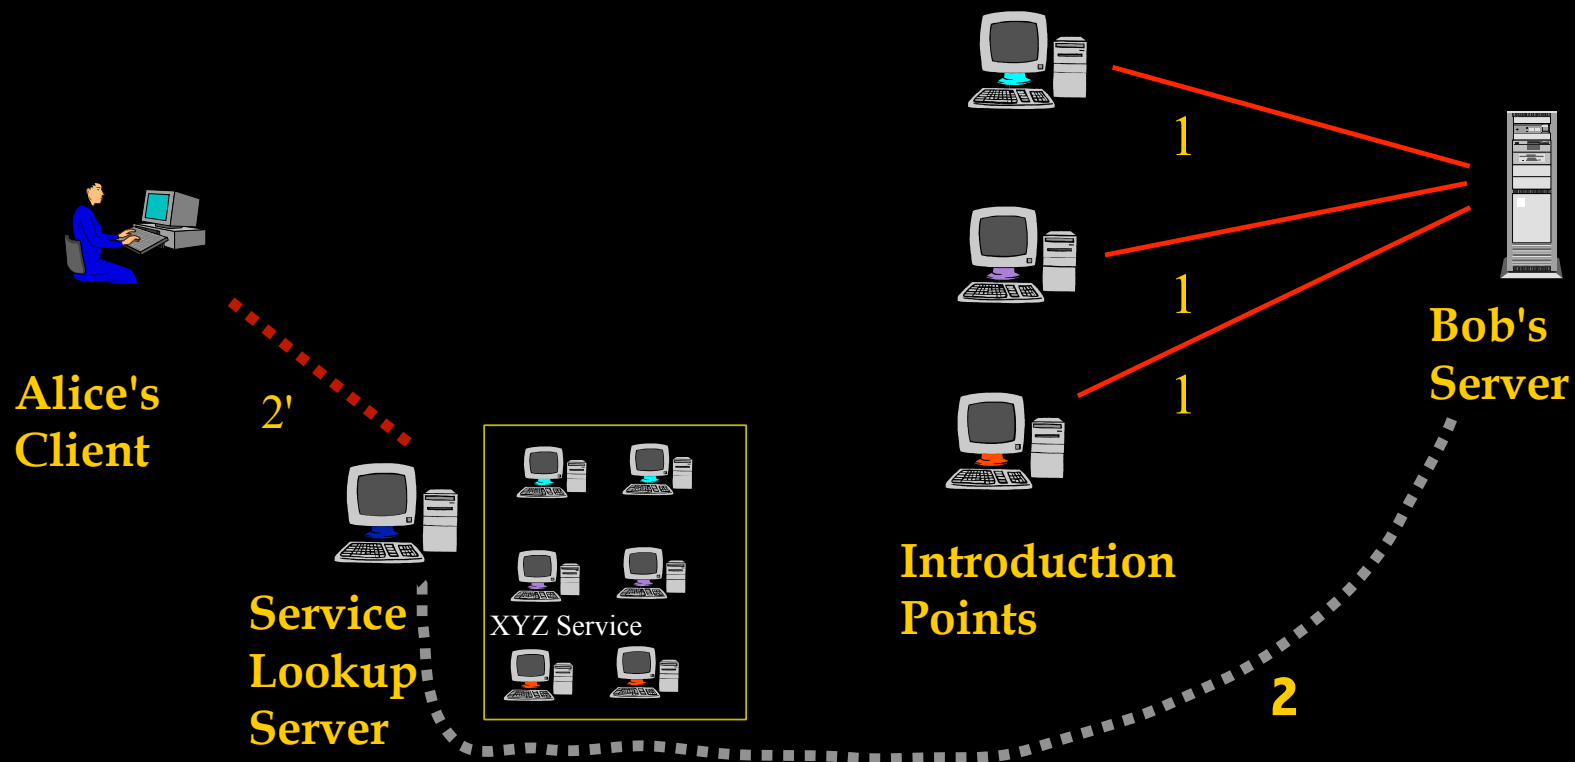 1
1
1
Bob's
Server
Alice's
Client
2'
Introduction
Points
Service
Lookup
Server
XYZ Service
2